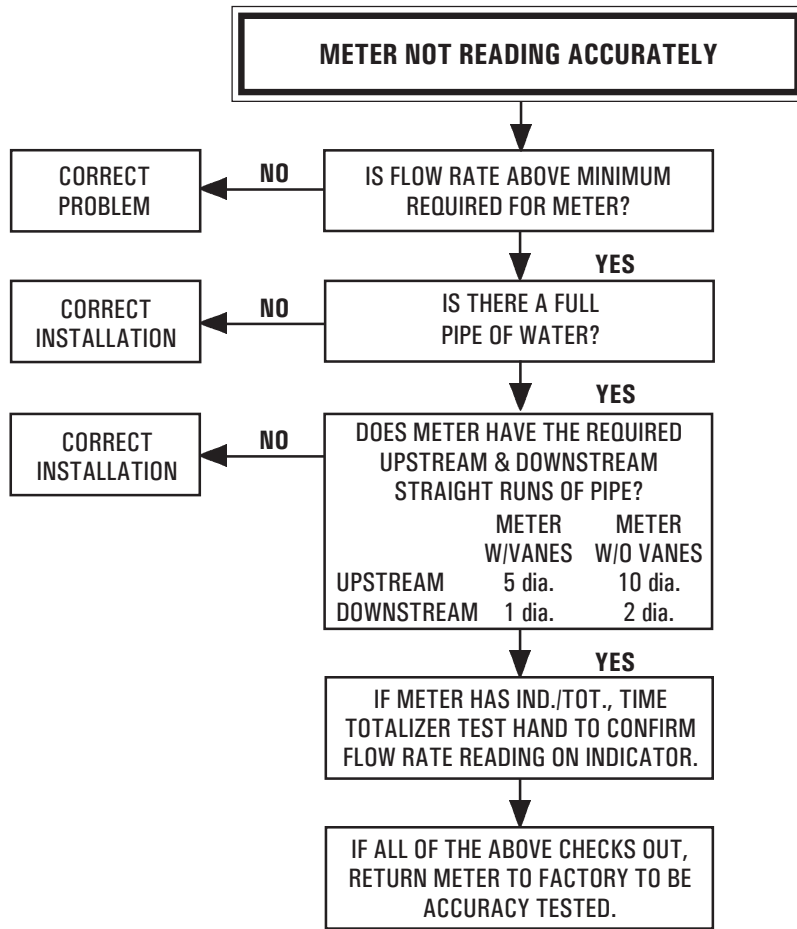 METER NOT READING ACCURATELY
IS FLOW RATE ABOVE MINIMUM
REQUIRED FOR METER?
NO
CORRECT
PROBLEM
YES
IS THERE A FULL
PIPE OF WATER?
NO
CORRECT
INSTALLATION
YES
DOES METER HAVE THE REQUIRED
UPSTREAM & DOWNSTREAM
STRAIGHT RUNS OF PIPE?
METER METER
W/VANES W/O VANES
UPSTREAM 5 dia. 10 dia.
DOWNSTREAM 1 dia. 2 dia.
NO
CORRECT
INSTALLATION
YES
IF METER HAS IND./TOT., TIME
TOTALIZER TEST HAND TO CONFIRM
FLOW RATE READING ON INDICATOR.
IF ALL OF THE ABOVE CHECKS OUT,
RETURN METER TO FACTORY TO BE
ACCURACY TESTED.